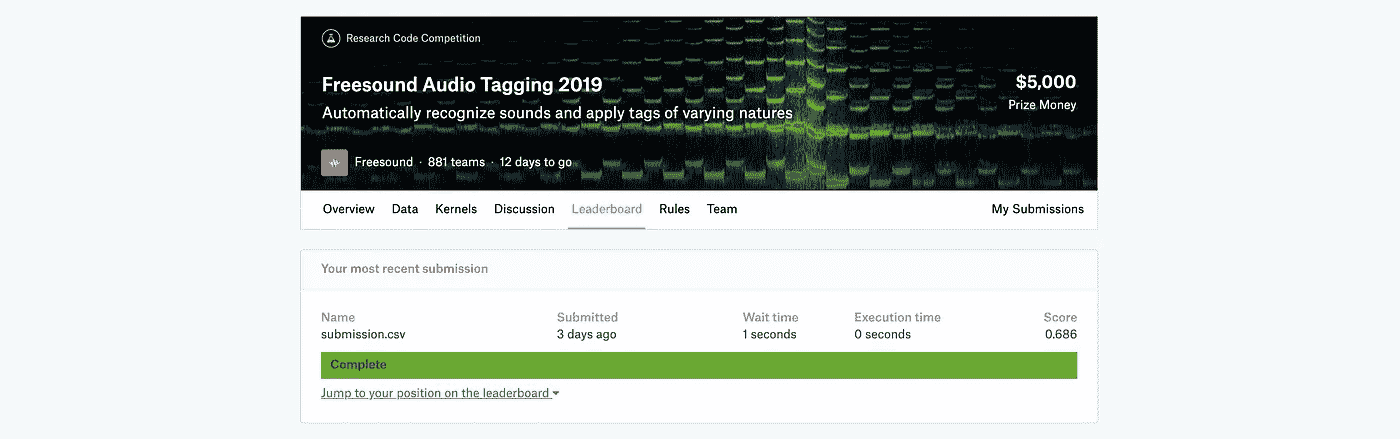 Research Code Competition
Freesound Audio Tagging 2019
$5,000
Automatically recognize sounds and apply tags of varying natures
Prize Money
Freesound · 881 teams · 12 days to go
Overview Data Kernels Discussion Leaderboard Rules Team My Submissions
Your most recent submission
Name Submitted Wait time Execution time Score
submission.csv 3 days ago 1 seconds 0 seconds 0.686
Complete
Jump to your position on the leaderboard